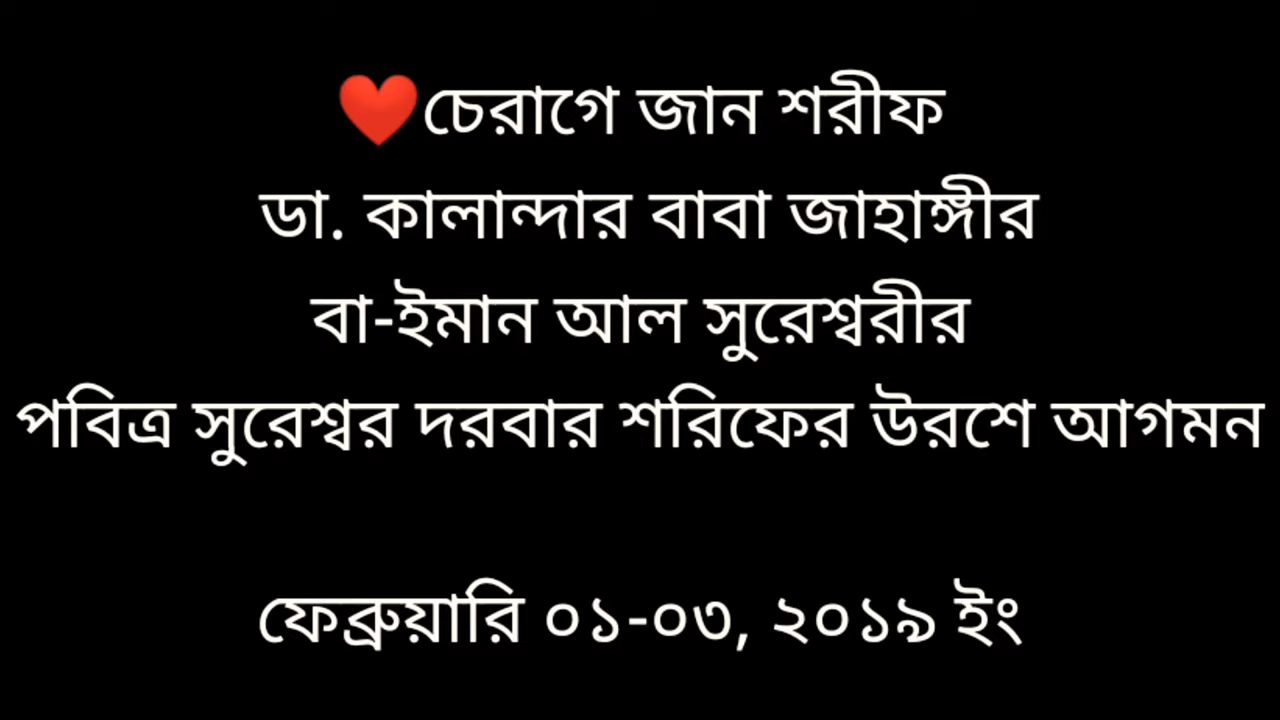 ❤️চেরাগে জান শরীফ
ডা. কালান্দার বাবা জাহাঙ্গীর
বা-ইমান আল সুরেশ্বরীর
পবিত্র সুরেশ্বর দরবার শরিফের উরশে আগমন
ফেব্রুয়ারি ০১-০৩, ২০১৯ ইং